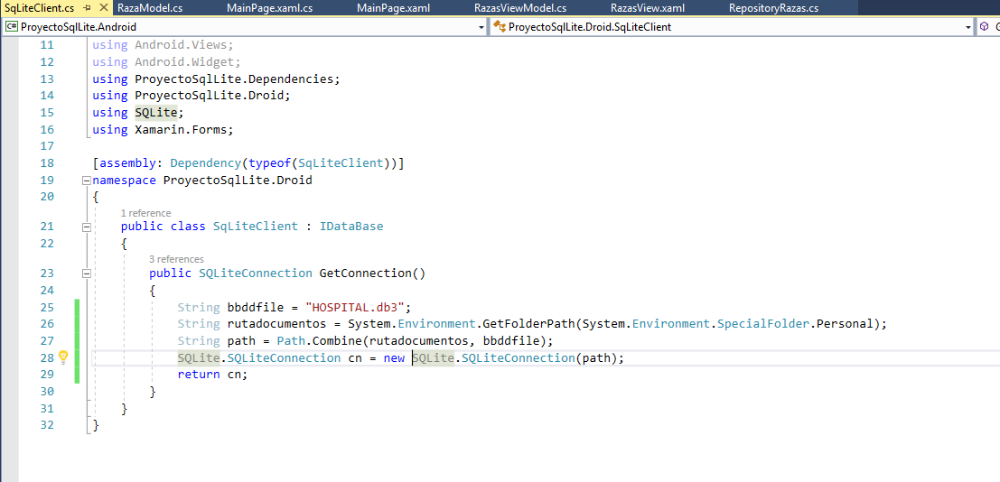 SqLiteClient.cs RazaModel.cs MainPage.xaml.cs MainPage.xaml RazasViewModel.cs RazasView.xaml RepositoryRazas.cs
C# ProyectoSqlLite.Android ProyectoSqlLite.Droid.SqLiteClient
11 using Android.Views;
12 using Android.Widget;
13 using ProyectoSqlLite.Dependencies;
14 using ProyectoSqlLite.Droid;
15 using SQLite;
16 using Xamarin.Forms;
17
18 [assembly: Dependency(typeof(SqLiteClient))]
19 namespace ProyectoSqlLite.Droid
20 {
1 reference
21 public class SqLiteClient : IDataBase
22 {
3 references
23 public SQLiteConnection GetConnection()
24 {
25 String bbddfile = "HOSPITAL.db3";
26 String rutadocumentos = System.Environment.GetFolderPath(System.Environment.SpecialFolder.Personal);
27 String path = Path.Combine(rutadocumentos, bbddfile);
28 SQLite.SQLiteConnection cn = new SQLite.SQLiteConnection(path);
29 return cn;
30 }
31 }
32 }